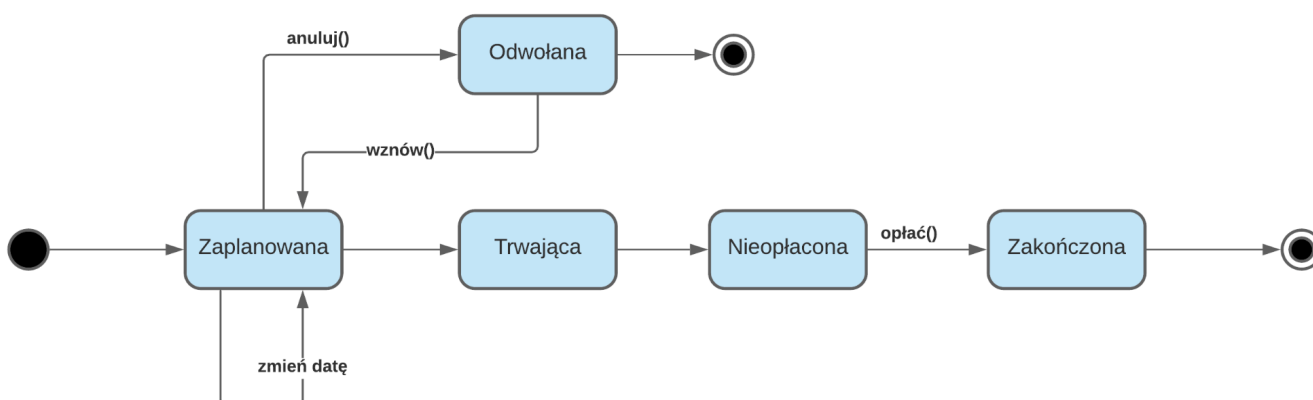 anuluj()
Odwołana
wznów()
Zaplanowana
Trwająca
Nieopłacona
opłać()
Zakończona
zmień datę